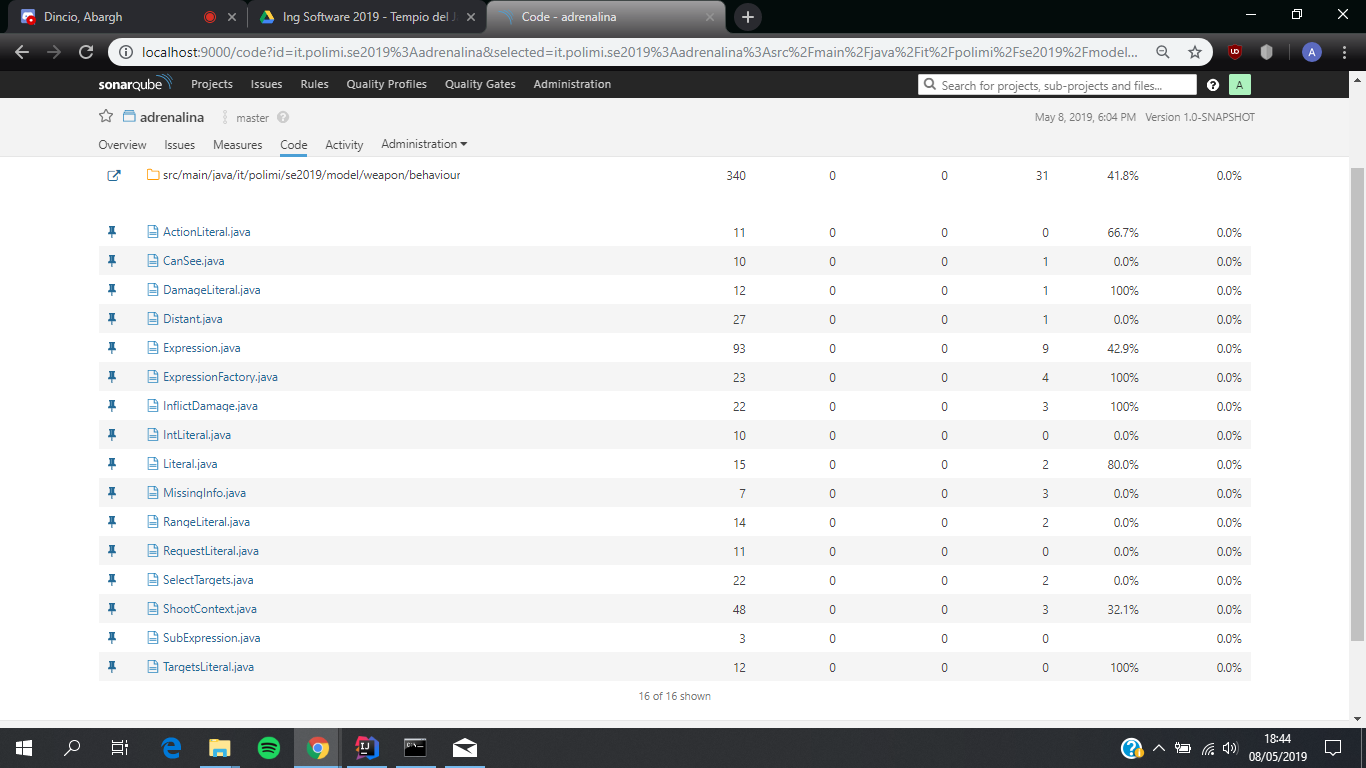 Dincio, Abargh
Ing Software 2019 - Tempio del J
Code - adrenalina
localhost:9000/code?id=it.polimi.se2019%3Aadrenalina&selected=it.polimi.se2019%3Aadrenalina%3Asrc%2Fmain%2Fjava%2Fit%2Fpolimi%2Fse2019%2Fmodel...
A
sonarqube Projects Issues Rules Quality Profiles Quality Gates Administration Search for projects, sub-projects and files... ? A
adrenalina master ? May 8, 2019, 6:04 PM Version 1.0-SNAPSHOT
Overview Issues Measures Code Activity Administration
src/main/java/it/polimi/se2019/model/weapon/behaviour 340 0 0 31 41.8% 0.0%
ActionLiteral.java 11 0 0 0 66.7% 0.0%
CanSee.java 10 0 0 1 0.0% 0.0%
DamageLiteral.java 12 0 0 1 100% 0.0%
Distant.java 27 0 0 1 0.0% 0.0%
Expression.java 93 0 0 9 42.9% 0.0%
ExpressionFactory.java 23 0 0 4 100% 0.0%
InflictDamage.java 22 0 0 3 100% 0.0%
IntLiteral.java 10 0 0 0 0.0% 0.0%
Literal.java 15 0 0 2 80.0% 0.0%
MissingInfo.java 7 0 0 3 0.0% 0.0%
RangeLiteral.java 14 0 0 2 0.0% 0.0%
RequestLiteral.java 11 0 0 0 0.0% 0.0%
SelectTargets.java 22 0 0 2 0.0% 0.0%
ShootContext.java 48 0 0 3 32.1% 0.0%
SubExpression.java 3 0 0 0 0.0%
TargetsLiteral.java 12 0 0 0 100% 0.0%
16 of 16 shown
18:44
08/05/2019